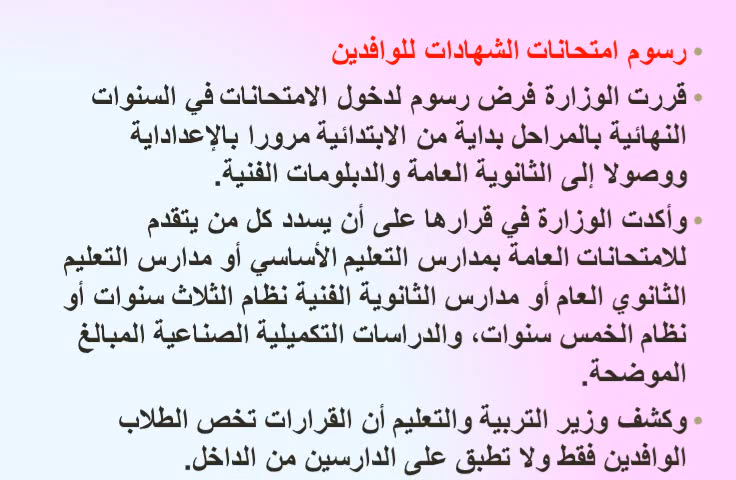 • رسوم امتحانات الشهادات للوافدين
• قررت الوزارة فرض رسوم لدخول الامتحانات في السنوات
النهائية بالمراحل بداية من الابتدائية مرورا بالإعداداية
ووصولا إلى الثانوية العامة والدبلومات الفنية.
• وأكدت الوزارة في قرارها على أن يسدد كل من يتقدم
للامتحانات العامة بمدارس التعليم الأساسي أو مدارس التعليم
الثانوي العام أو مدارس الثانوية الفنية نظام الثلاث سنوات أو
نظام الخمس سنوات، والدراسات التكميلية الصناعية المبالغ
الموضحة.
• وكشف وزير التربية والتعليم أن القرارات تخص الطلاب
الوافدين فقط ولا تطبق على الدارسين من الداخل.